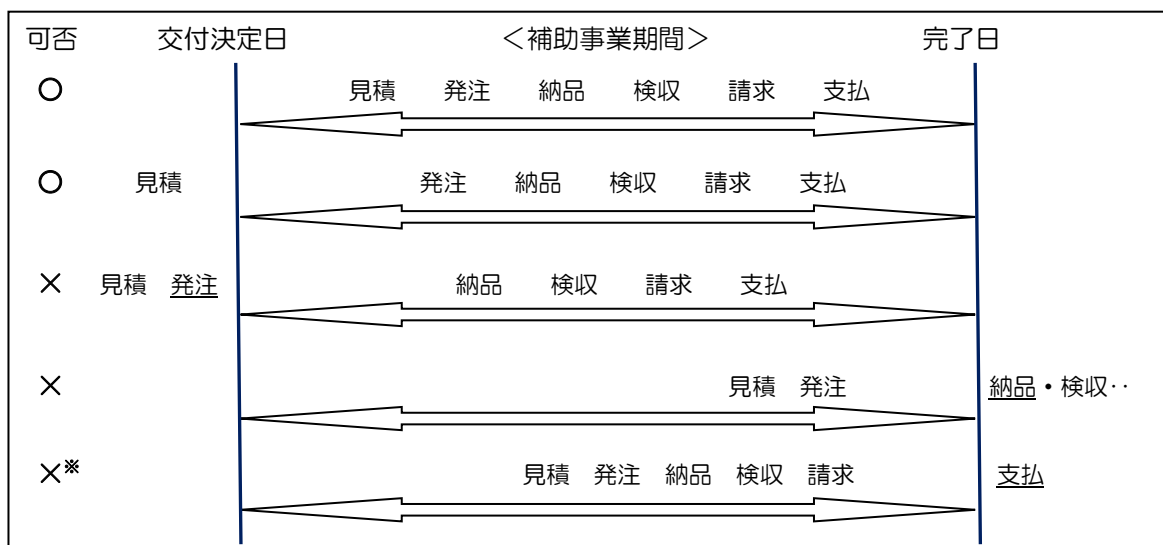 可否 交付決定日 <補助事業期間> 完了日
○ 見積 発注 納品 検収 請求 支払
○ 見積 発注 納品 検収 請求 支払
× 見積 発注 納品 検収 請求 支払
× 見積 発注 納品・検収‥
×※ 見積 発注 納品 検収 請求 支払